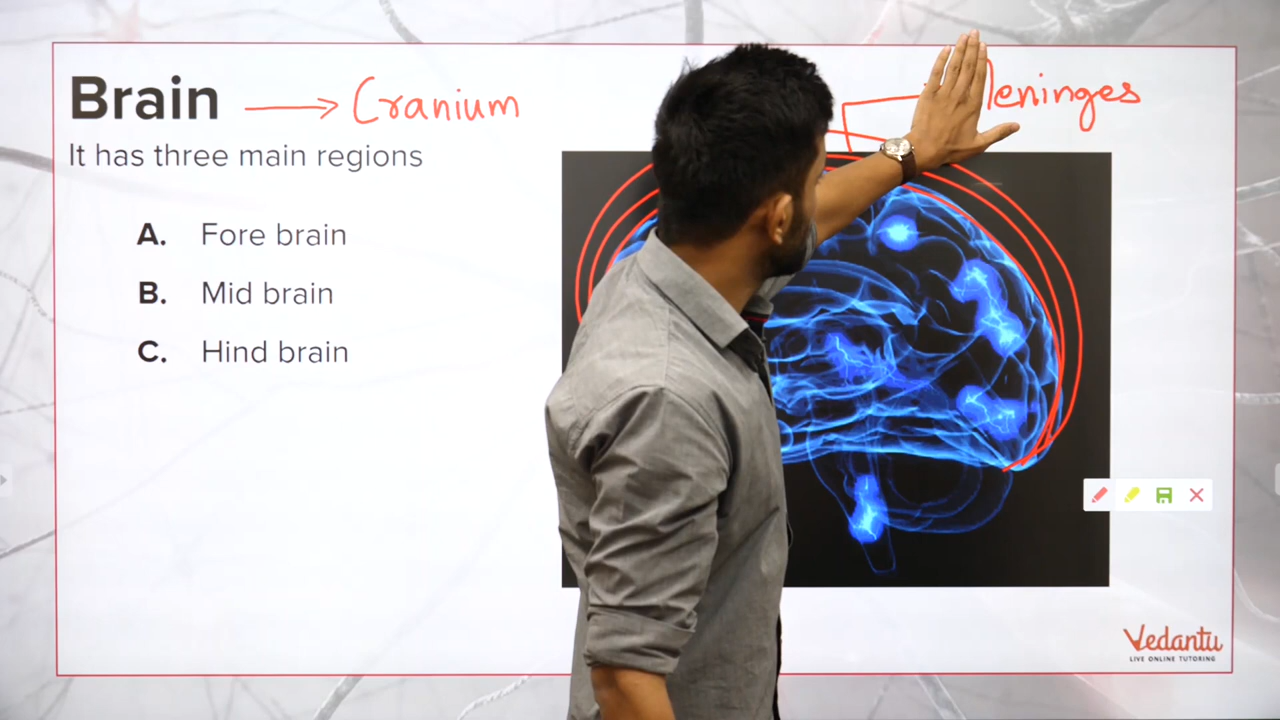 Brain → Cranium
It has three main regions
A. Fore brain
B. Mid brain
C. Hind brain
Vedantu
LIVE ONLINE TUTORING